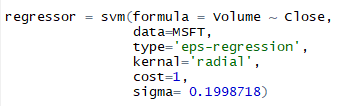 regressor = svm(formula = Volume ~ Close,
data=MSFT,
type='eps-regression',
kernal='radial',
cost=1,
sigma= 0.1998718)